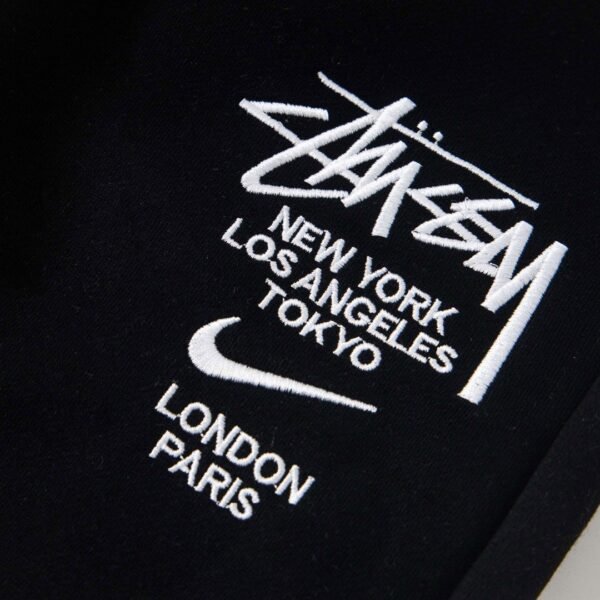 Stüssy
NEW YORK
LOS ANGELES
TOKYO
LONDON
PARIS